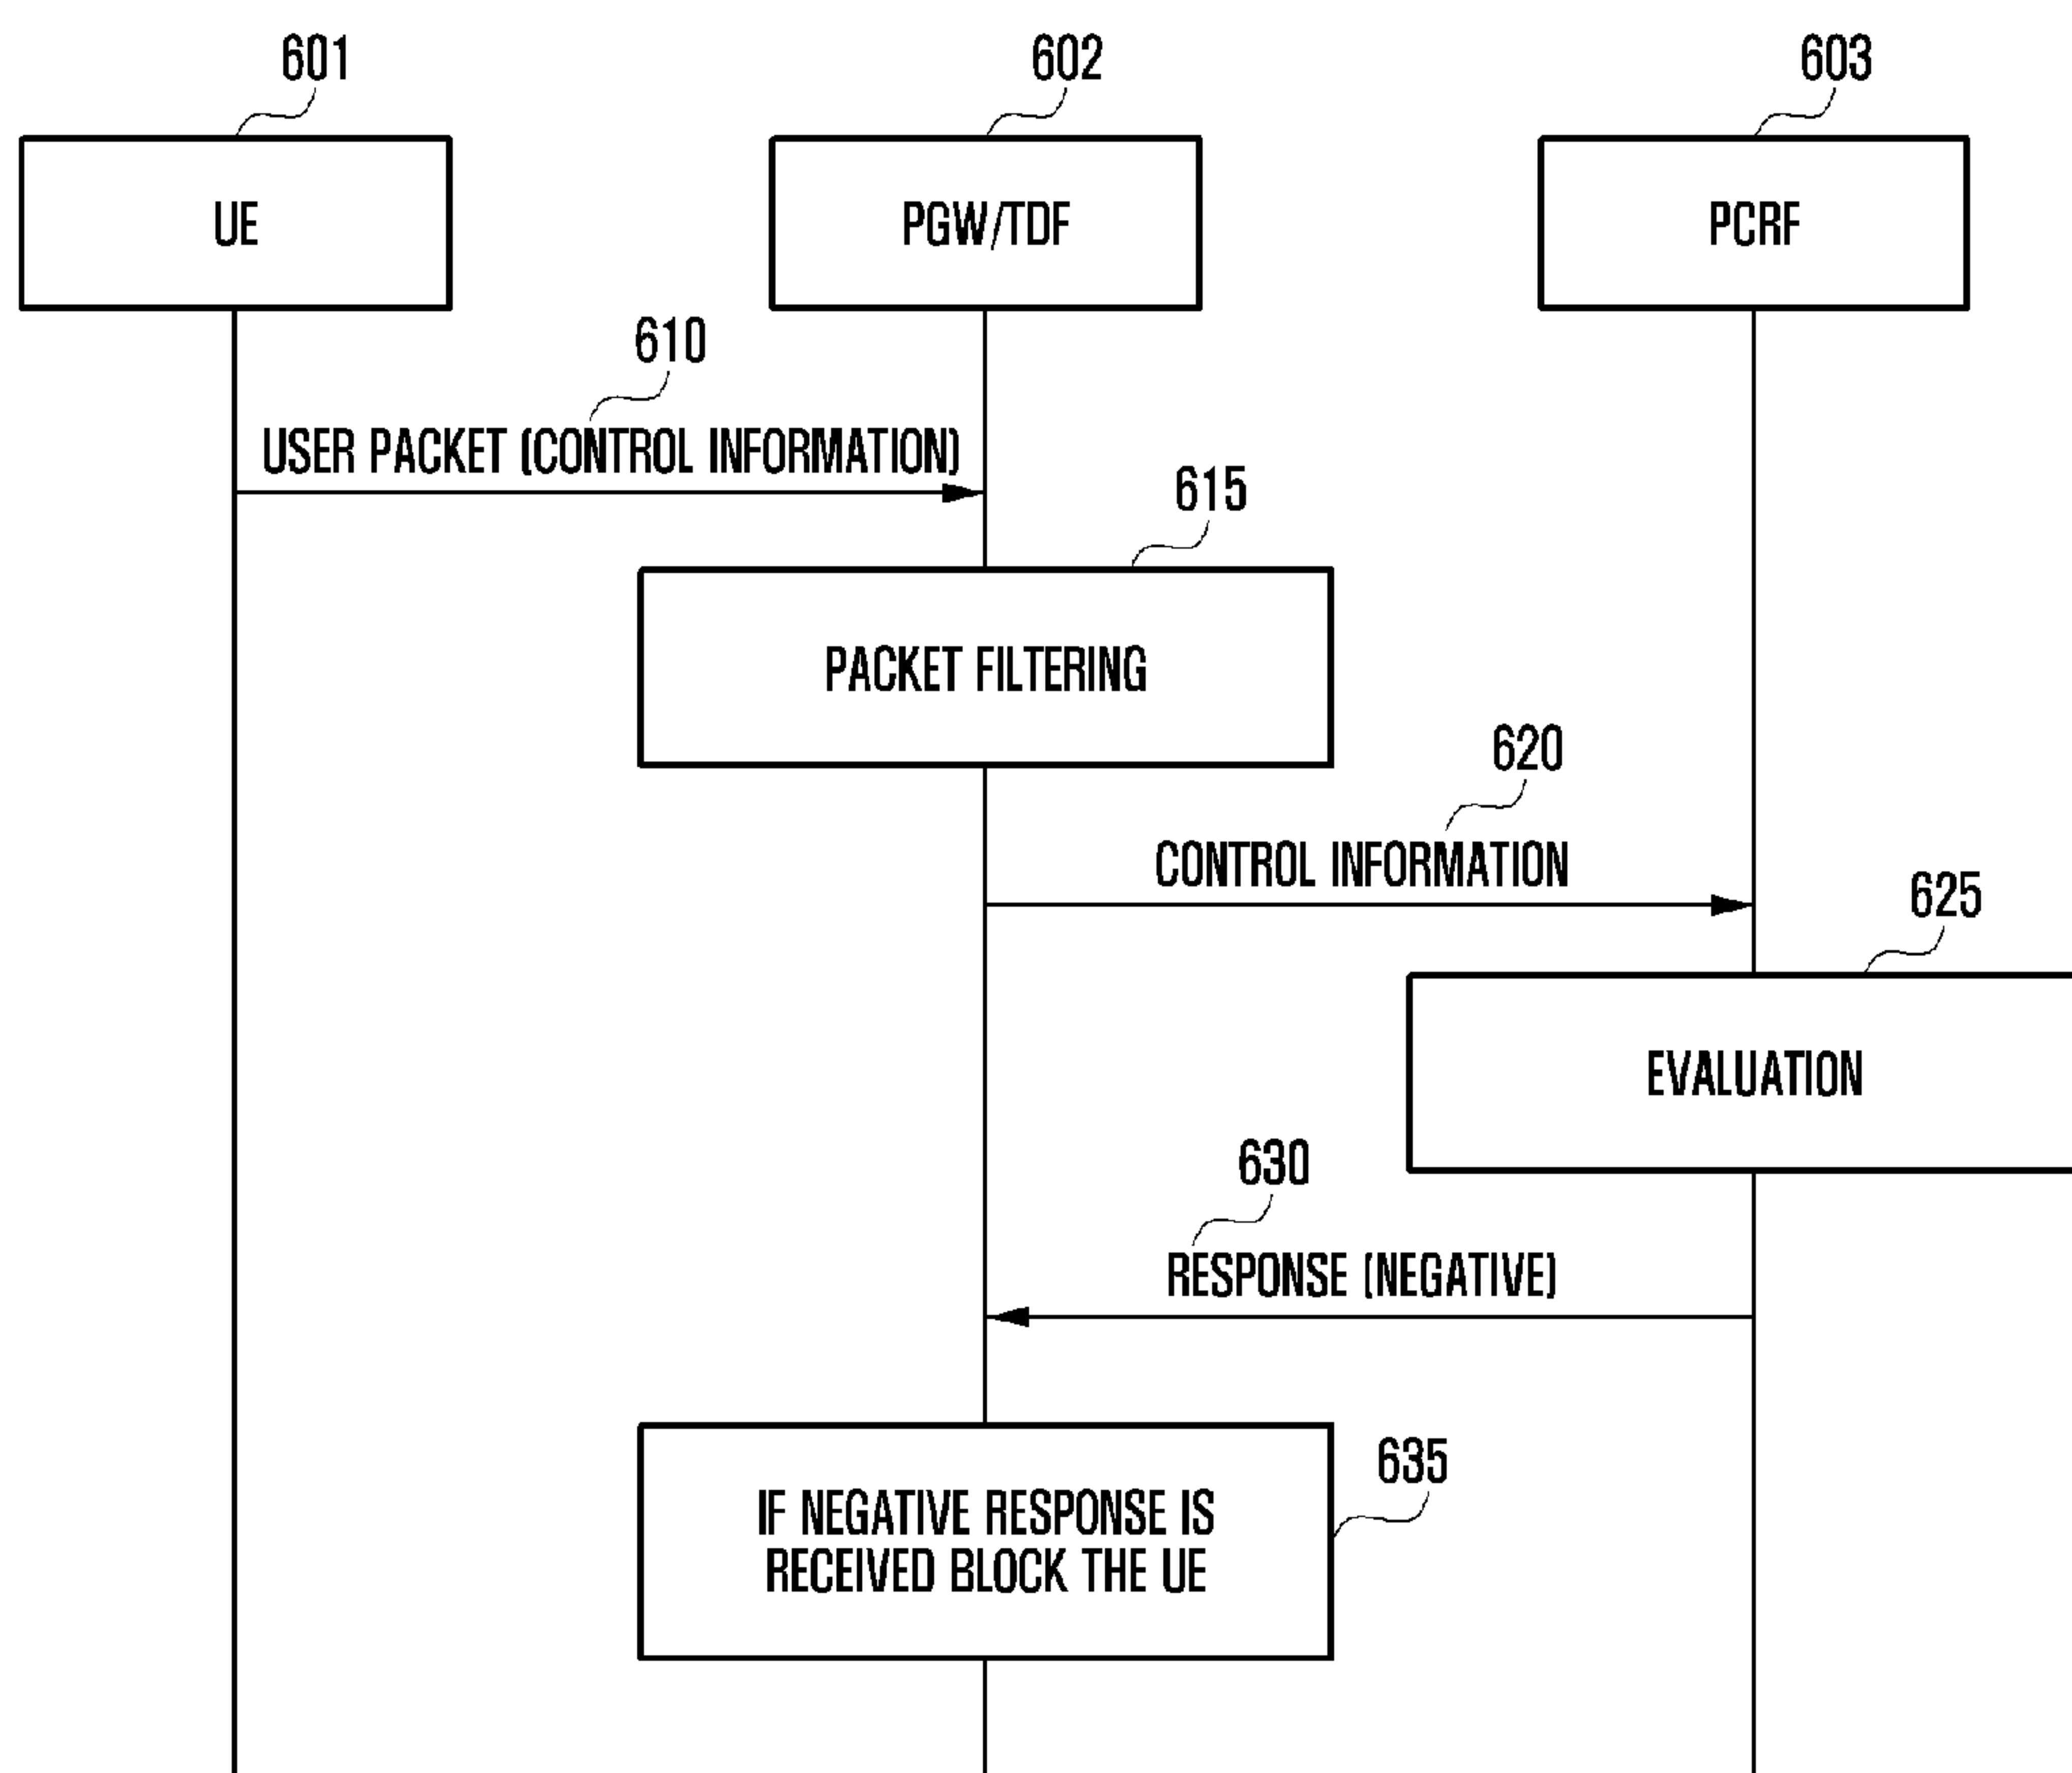 601
602
603
UE
PGW/TDF
PCRF
610
USER PACKET (CONTROL INFORMATION)
615
PACKET FILTERING
620
CONTROL INFORMATION
625
EVALUATION
630
RESPONSE (NEGATIVE)
635
IF NEGATIVE RESPONSE IS
RECEIVED BLOCK THE UE